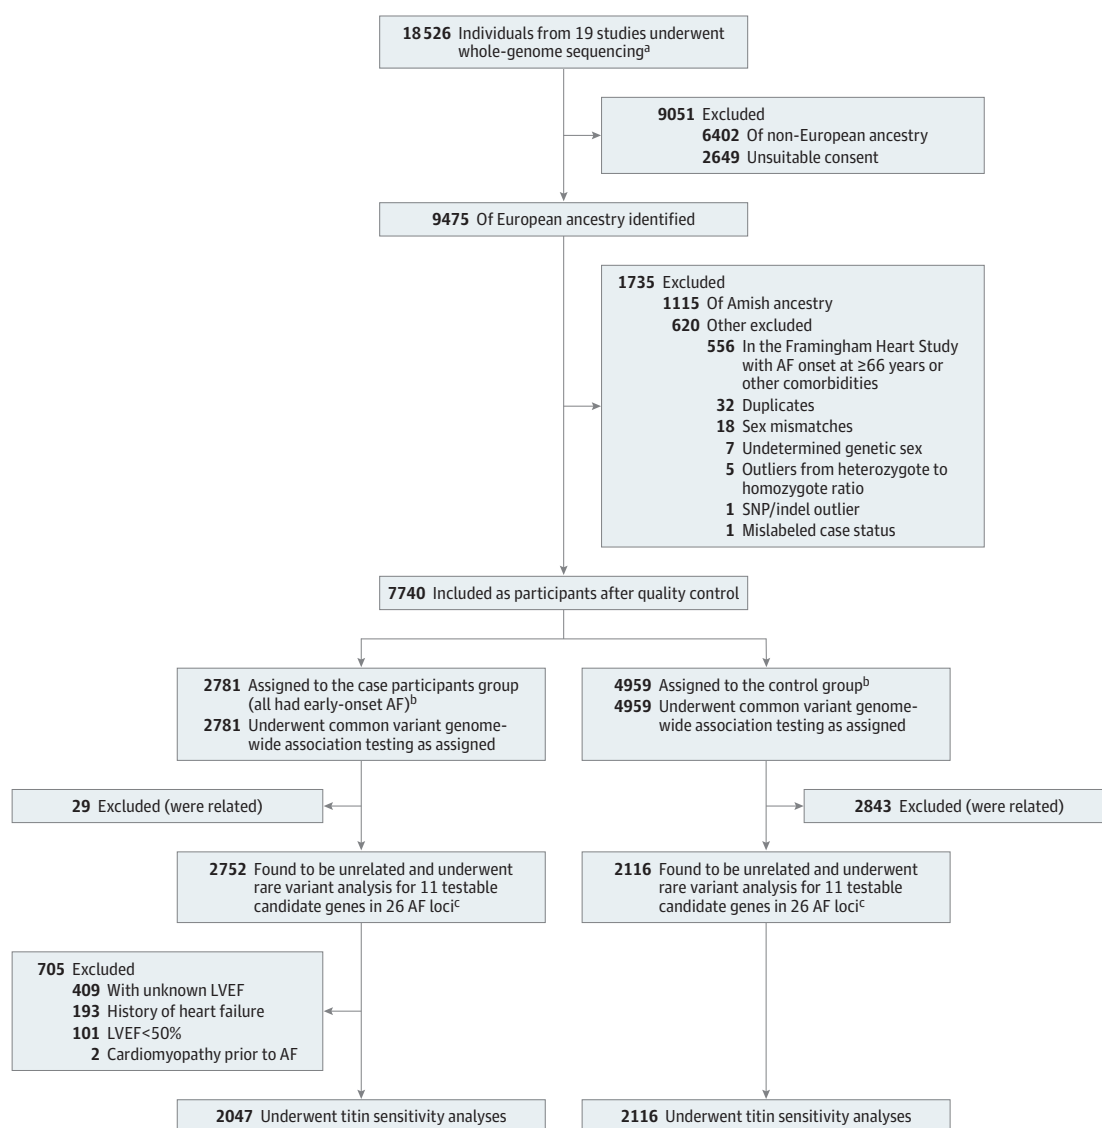 18526 Individuals from 19 studies underwent
whole-genome sequencingᵃ
9051 Excluded
6402 Of non-European ancestry
2649 Unsuitable consent
9475 Of European ancestry identified
1735 Excluded
1115 Of Amish ancestry
620 Other excluded
556 In the Framingham Heart Study
with AF onset at ≥66 years or
other comorbidities
32 Duplicates
18 Sex mismatches
7 Undetermined genetic sex
5 Outliers from heterozygote to
homozygote ratio
1 SNP/indel outlier
1 Mislabeled case status
7740 Included as participants after quality control
2781 Assigned to the case participants group
(all had early-onset AF)ᵇ
2781 Underwent common variant genome-
wide association testing as assigned
4959 Assigned to the control groupᵇ
4959 Underwent common variant genome-
wide association testing as assigned
29 Excluded (were related)
2843 Excluded (were related)
2752 Found to be unrelated and underwent
rare variant analysis for 11 testable
candidate genes in 26 AF lociᶜ
2116 Found to be unrelated and underwent
rare variant analysis for 11 testable
candidate genes in 26 AF lociᶜ
705 Excluded
409 With unknown LVEF
193 History of heart failure
101 LVEF<50%
2 Cardiomyopathy prior to AF
2047 Underwent titin sensitivity analyses
2116 Underwent titin sensitivity analyses